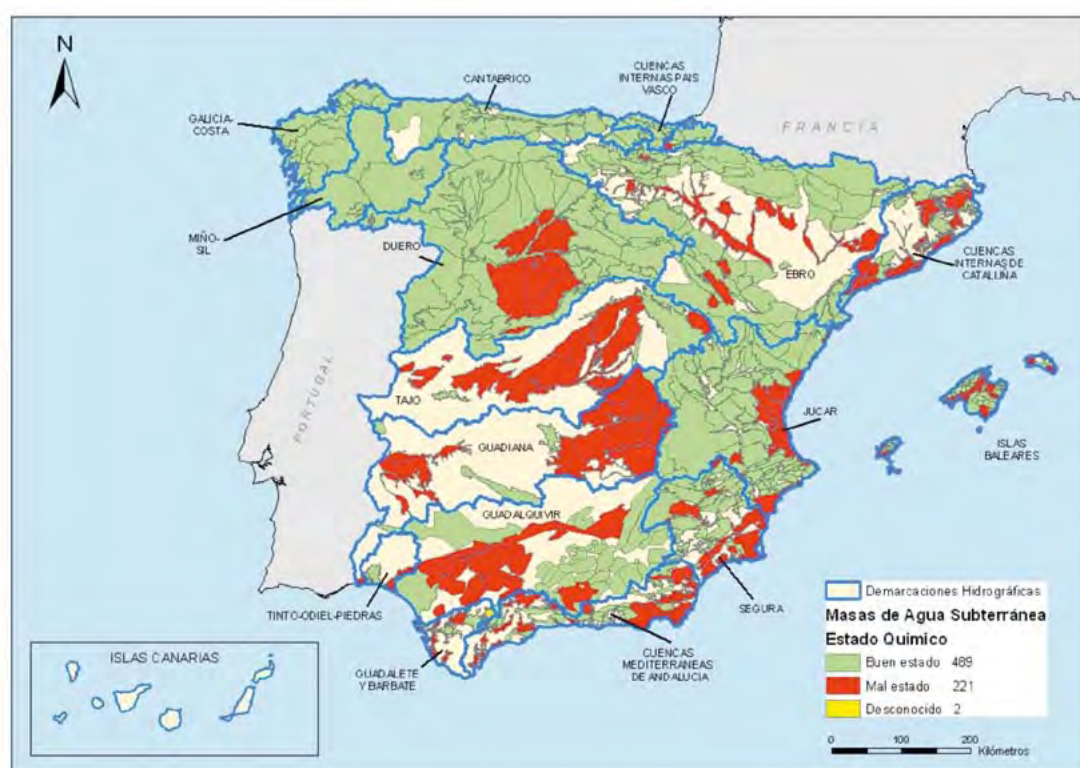 N
CUENCAS
INTERNAS PAIS
VASCO
CANTABRICO
GALICIA-
COSTA
FRANCIA
MIÑO-
SIL
DUERO
EBRO
CUENCAS
INTERNAS DE
CATALUÑA
PORTUGAL
TAJO
JUCAR
GUADIANA
ISLAS
BALEARES
GUADALQUIVIR
TINTO-ODIEL-PIEDRAS
SEGURA
ISLAS CANARIAS
GUADALETE
Y BARBATE
CUENCAS
MEDITERRANEAS
DE ANDALUCIA
Demarcaciones Hidrográficas
Masas de Agua Subterránea
Estado Químico
Buen estado 489
Mal estado 221
Desconocido 2
0 100 200
Kilómetros